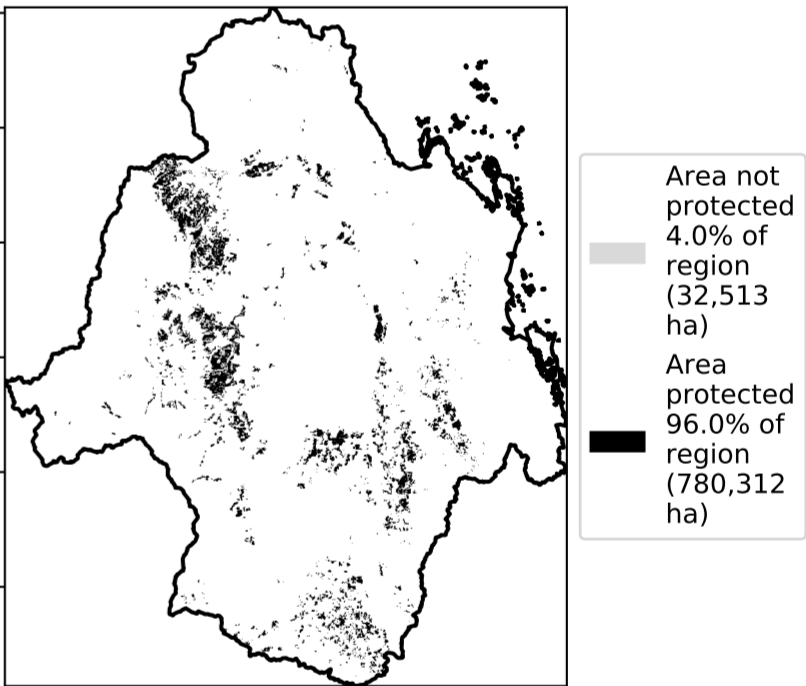 Area not
protected
4.0% of
region
(32,513
ha)
Area
protected
96.0% of
region
(780,312
ha)